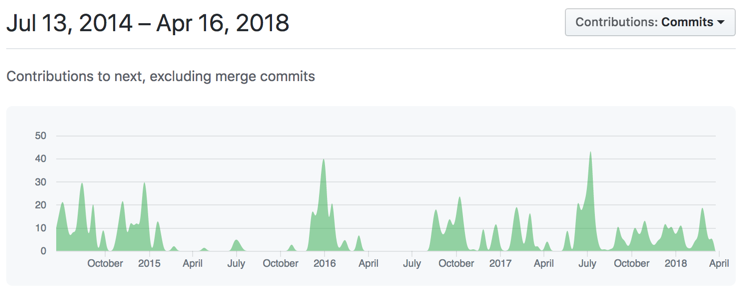 Jul 13, 2014 – Apr 16, 2018
Contributions: Commits
Contributions to next, excluding merge commits
50
40
30
20
10
0
October 2015 April July October 2016 April July October 2017 April July October 2018 April